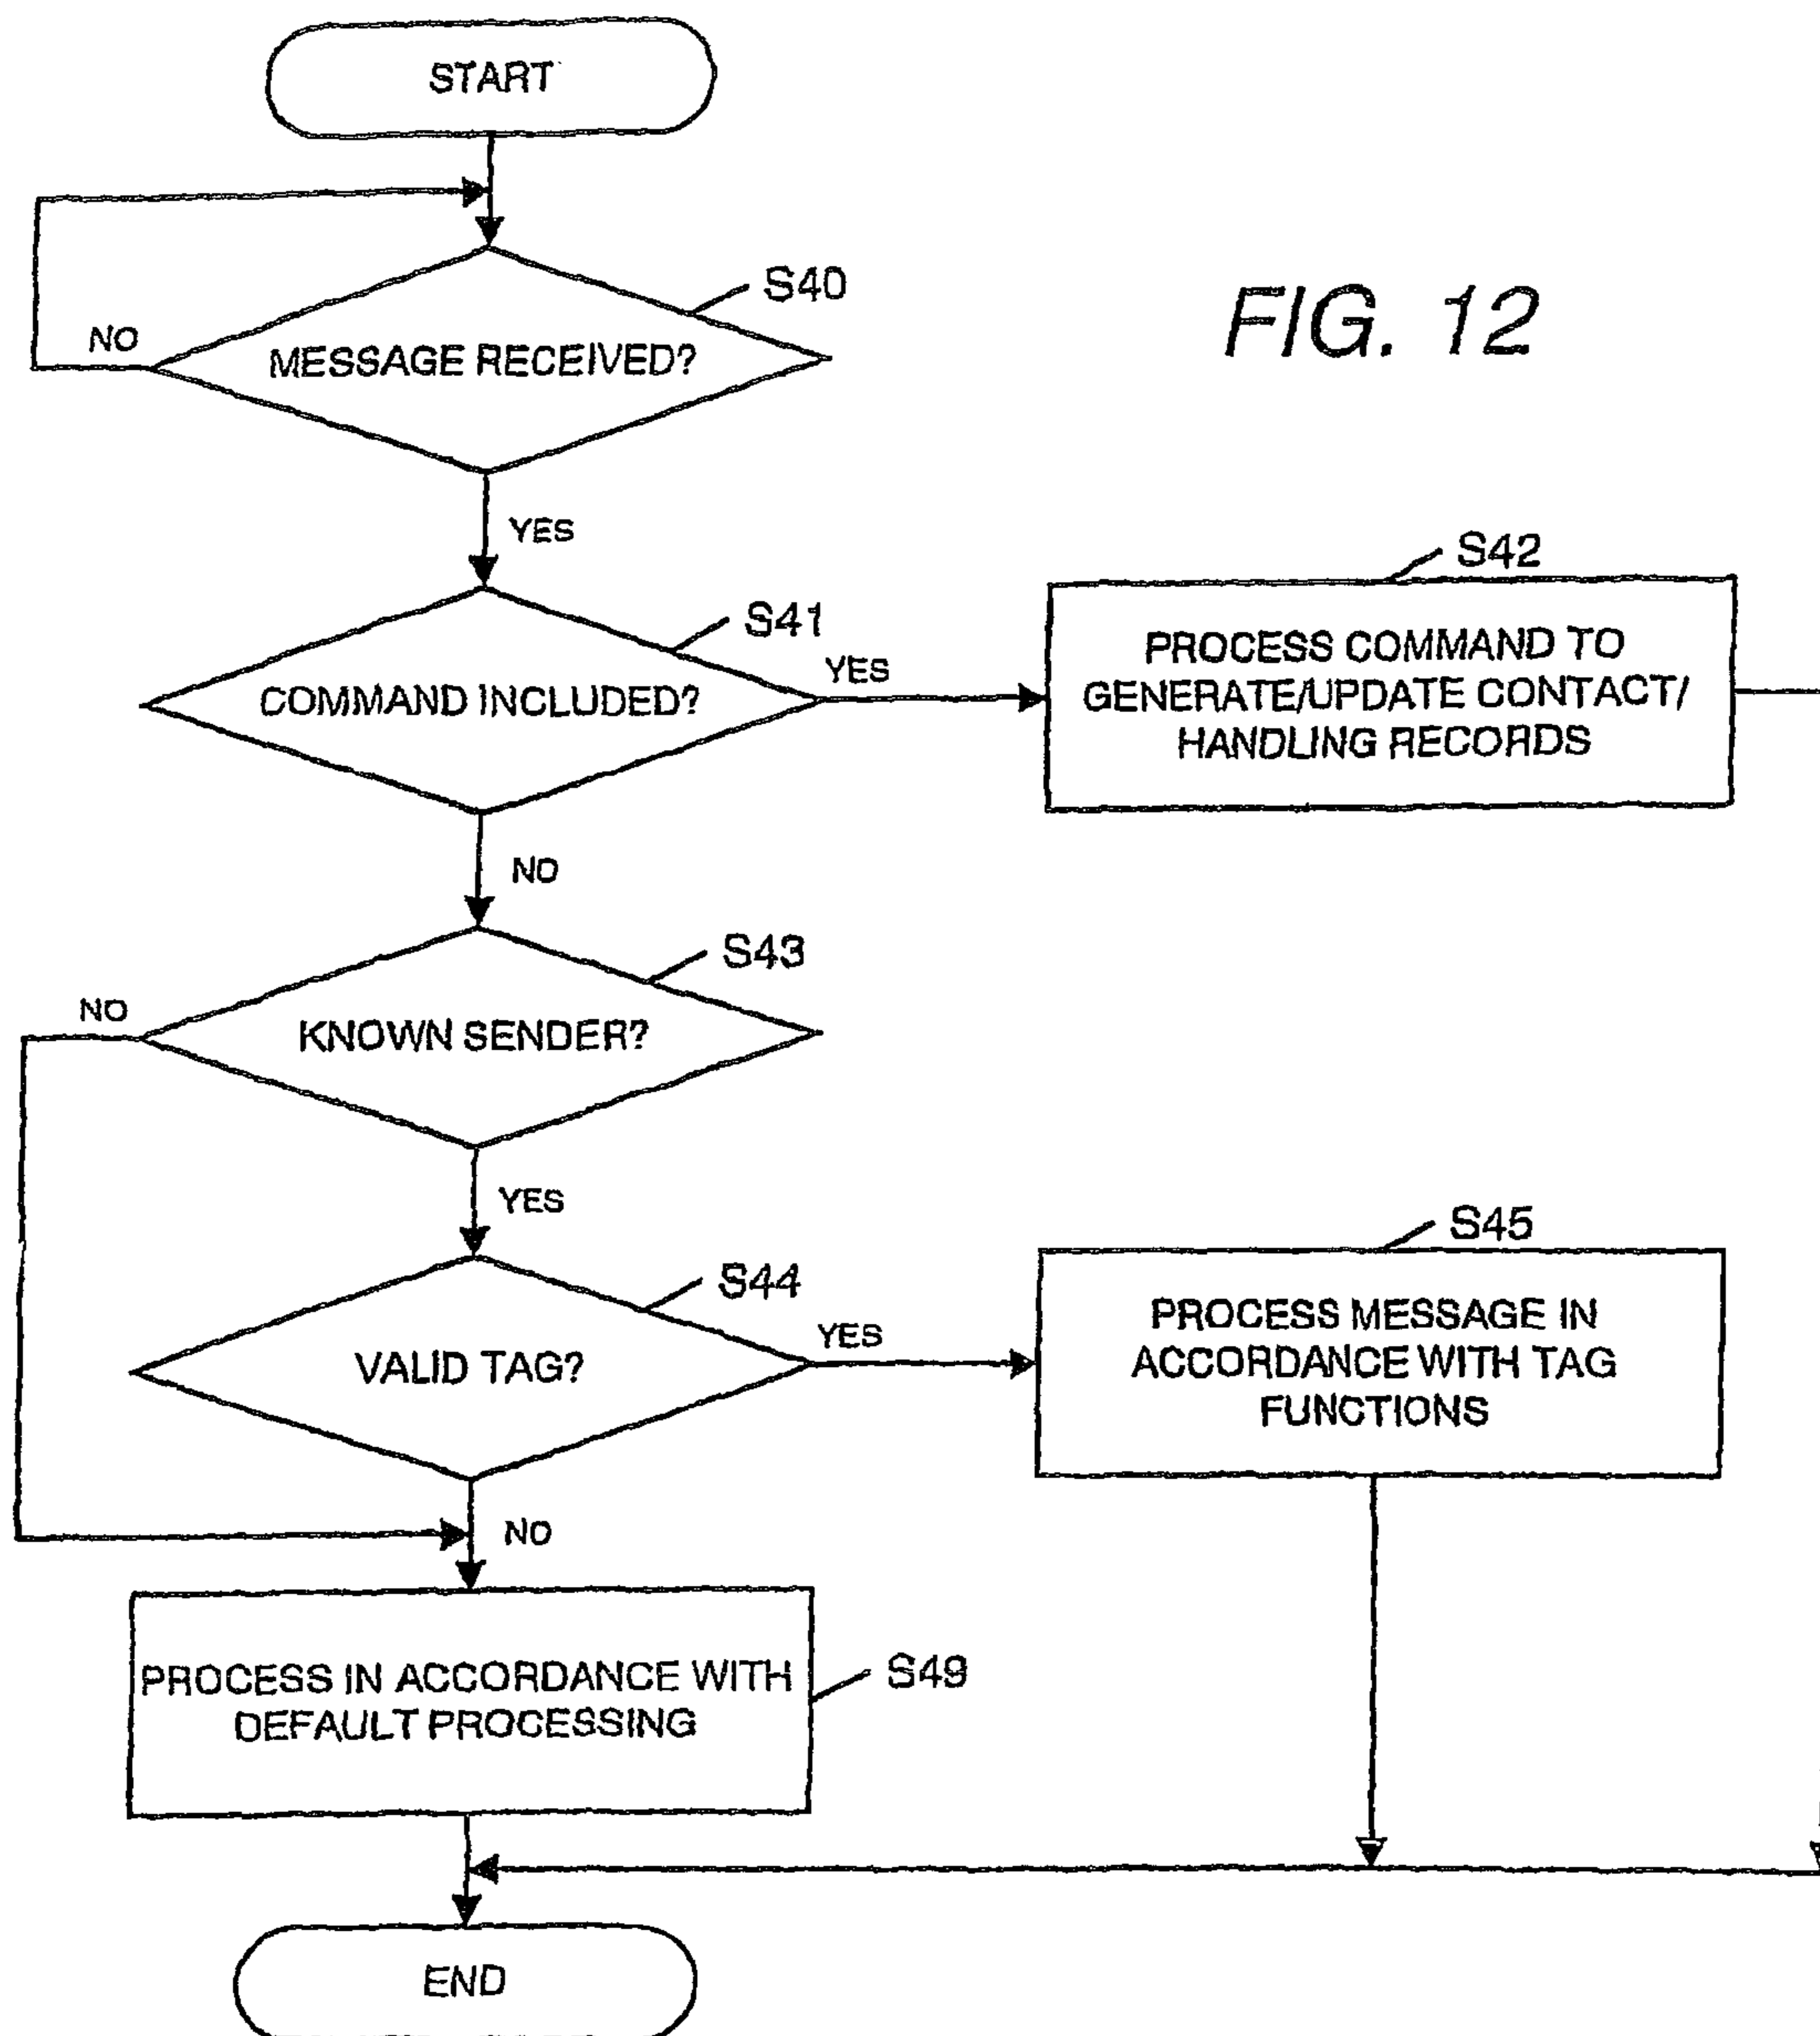 START
S40
FIG. 12
NO
MESSAGE RECEIVED?
YES
S42
S41
PROCESS COMMAND TO
GENERATE/UPDATE CONTACT/
HANDLING RECORDS
YES
COMMAND INCLUDED?
NO
S43
NO
KNOWN SENDER?
YES
S45
S44
PROCESS MESSAGE IN
ACCORDANCE WITH TAG
FUNCTIONS
YES
VALID TAG?
NO
PROCESS IN ACCORDANCE WITH
DEFAULT PROCESSING
S49
END